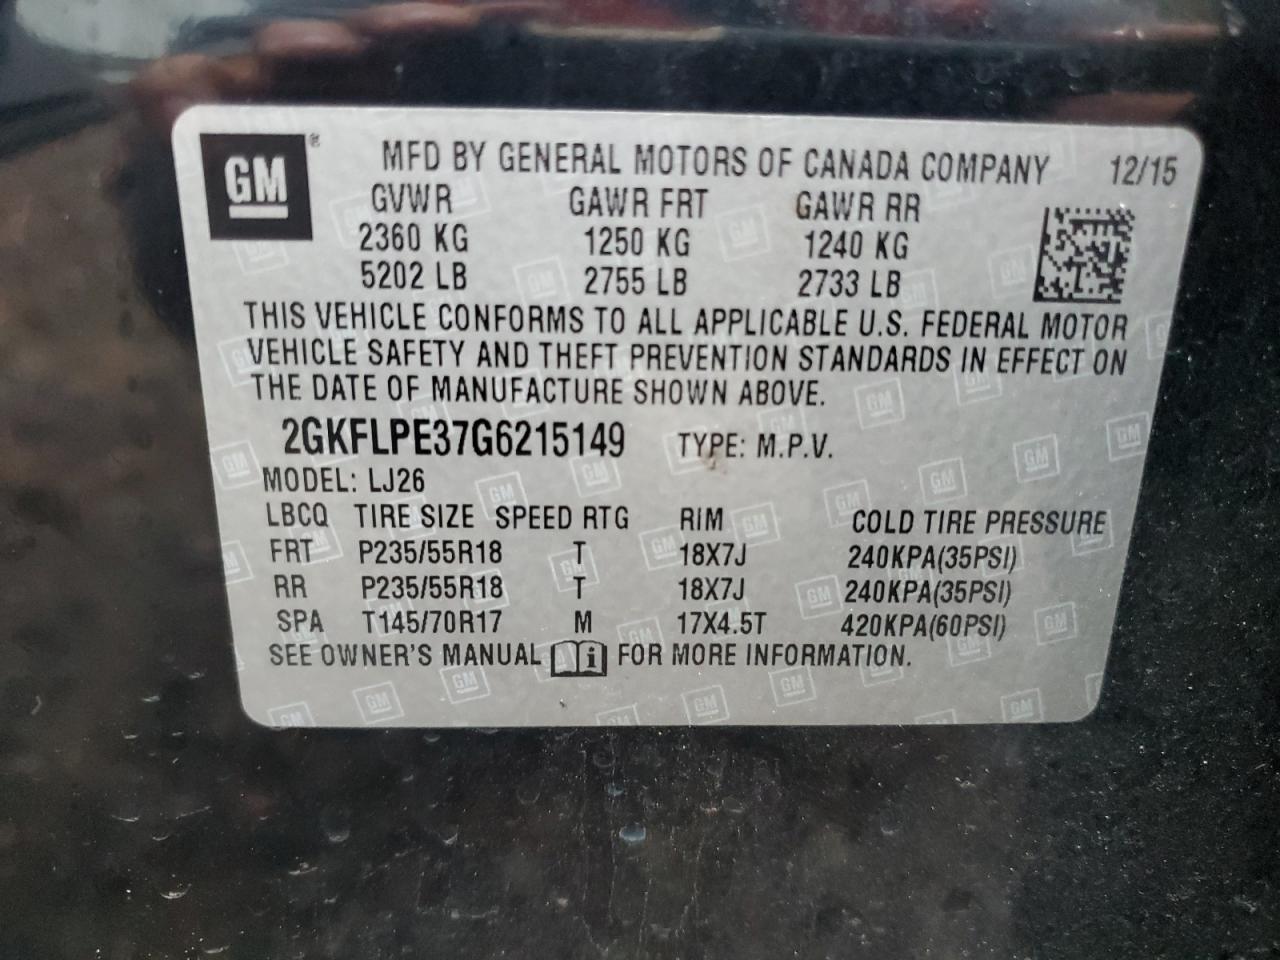 GM ®
MFD BY GENERAL MOTORS OF CANADA COMPANY 12/15
GVWR GAWR FRT GAWR RR
2360 KG 1250 KG 1240 KG
5202 LB 2755 LB 2733 LB
THIS VEHICLE CONFORMS TO ALL APPLICABLE U.S. FEDERAL MOTOR
VEHICLE SAFETY AND THEFT PREVENTION STANDARDS IN EFFECT ON
THE DATE OF MANUFACTURE SHOWN ABOVE.
2GKFLPE37G6215149 TYPE: M.P.V.
MODEL: LJ26
LBCQ TIRE SIZE SPEED RTG RIM COLD TIRE PRESSURE
FRT P235/55R18 T 18X7J 240KPA(35PSI)
RR P235/55R18 T 18X7J 240KPA(35PSI)
SPA T145/70R17 M 17X4.5T 420KPA(60PSI)
SEE OWNER'S MANUAL i FOR MORE INFORMATION.